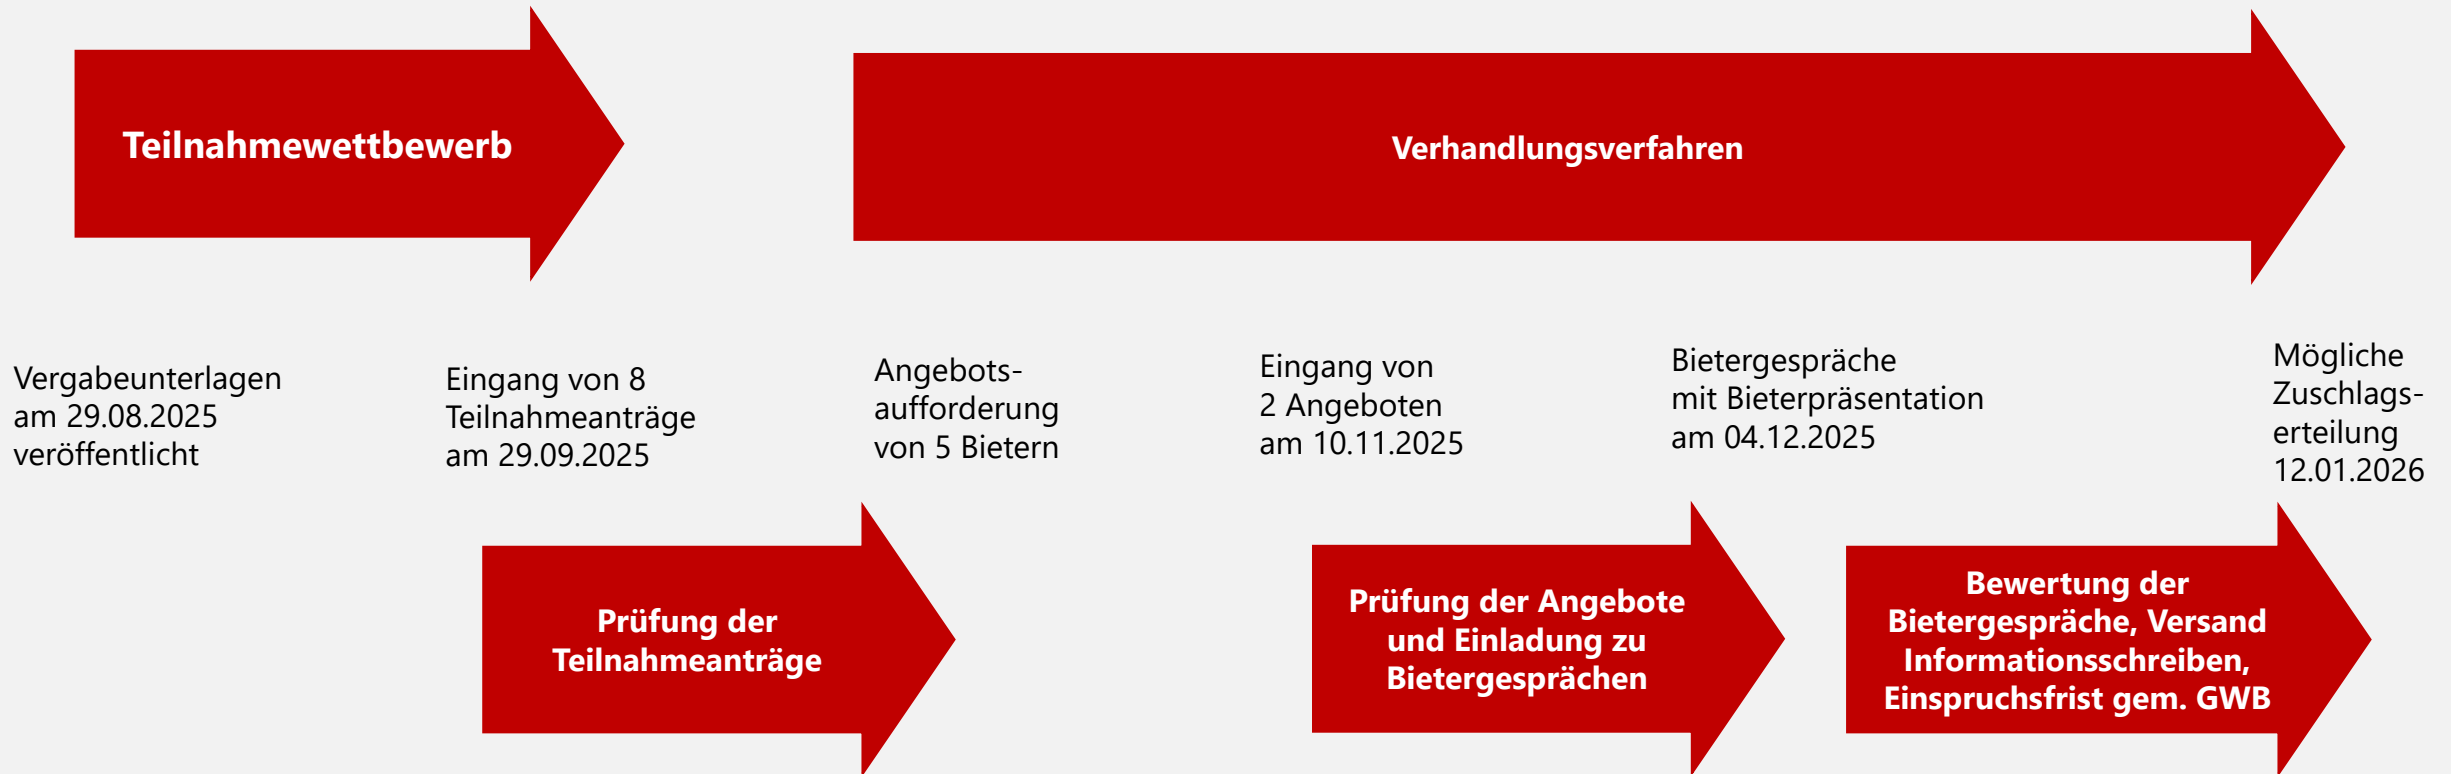 Teilnahmewettbewerb
Verhandlungsverfahren
Vergabeunterlagen
am 29.08.2025
veröffentlicht
Eingang von 8
Teilnahmeanträge
am 29.09.2025
Angebots-
aufforderung
von 5 Bietern
Eingang von
2 Angeboten
am 10.11.2025
Bietergespräche
mit Bieterpräsentation
am 04.12.2025
Mögliche
Zuschlags-
erteilung
12.01.2026
Prüfung der
Teilnahmeanträge
Prüfung der Angebote
und Einladung zu
Bietergesprächen
Bewertung der
Bietergespräche, Versand
Informationsschreiben,
Einspruchsfrist gem. GWB